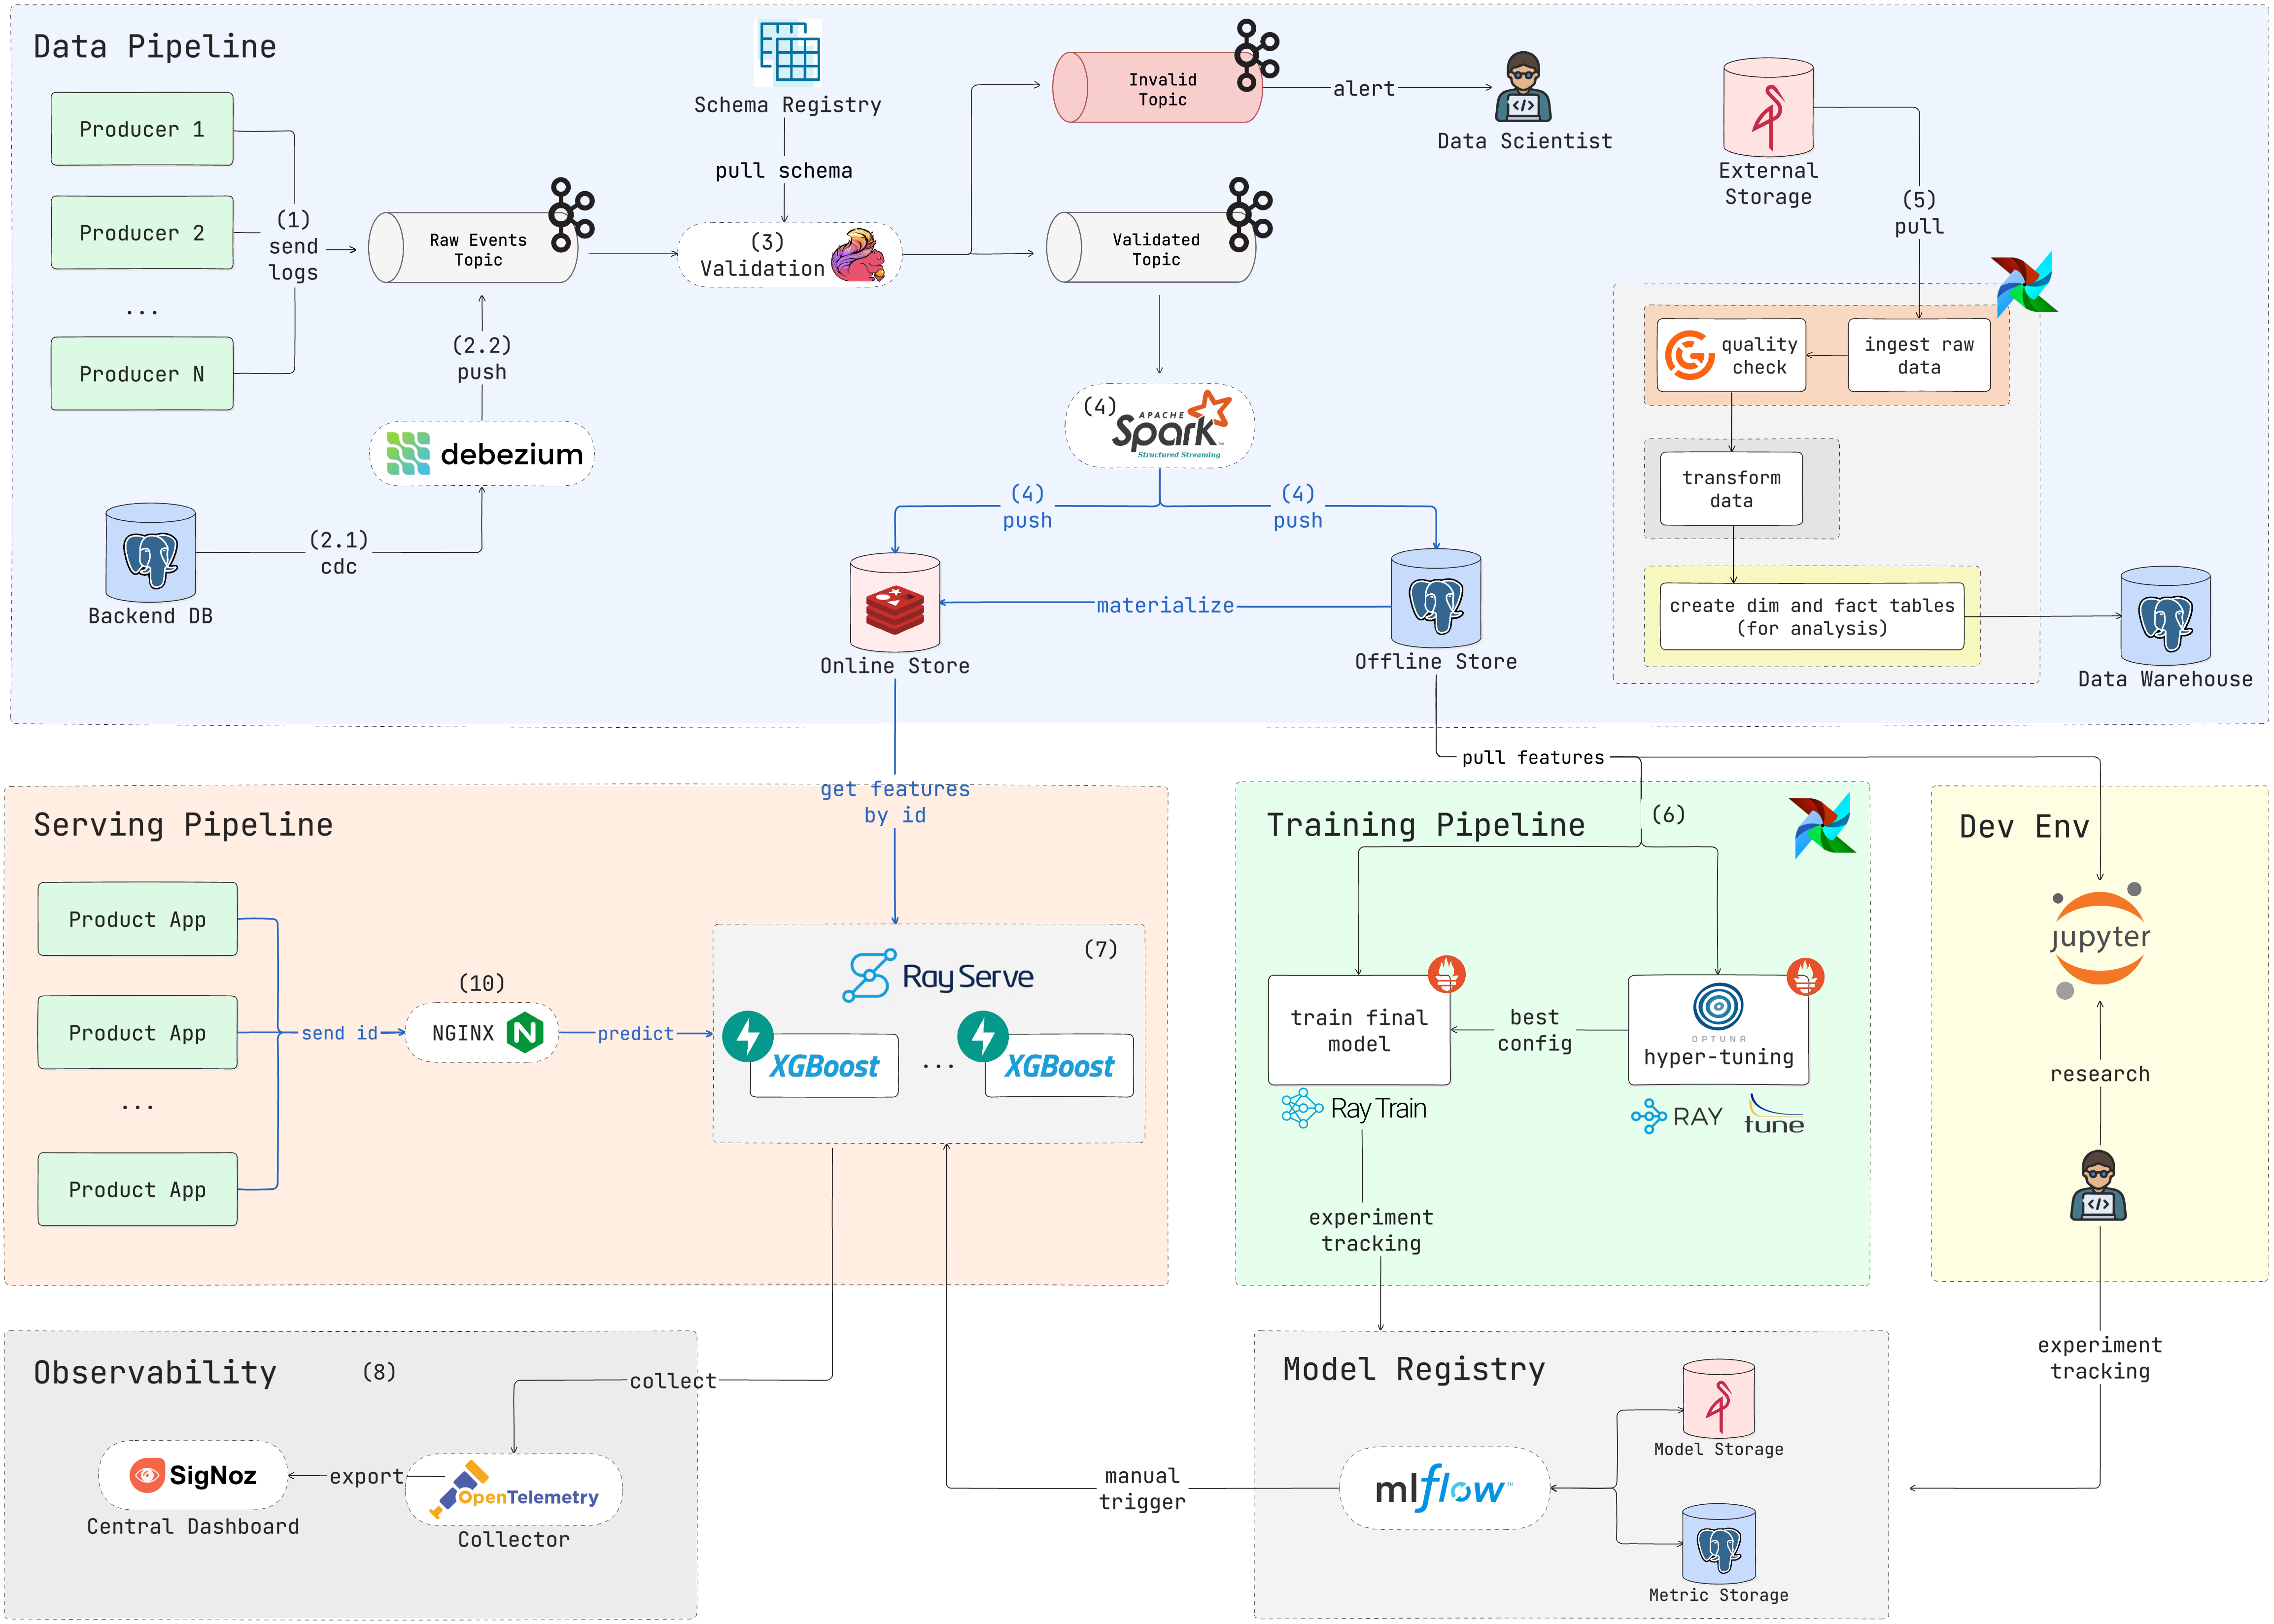 Data Pipeline
Producer 1
Producer 2
...
Producer N
(1)
send
logs
Raw Events
Topic
(2.2)
push
debezium
(2.1)
cdc
Backend DB
Schema Registry
pull schema
(3)
Validation
Invalid
Topic
alert
Data Scientist
Validated
Topic
(4)
APACHE
Spark™
Structured Streaming
(4)
push
(4)
push
materialize
Online Store
Offline Store
External
Storage
(5)
pull
quality
check
ingest raw
data
transform
data
create dim and fact tables
(for analysis)
Data Warehouse
get features
by id
pull features
Serving Pipeline
Product App
Product App
...
Product App
send id
(10)
NGINX
N
predict
(7)
Ray Serve
XGBoost
...
XGBoost
Training Pipeline
(6)
train final
model
Ray Train
best
config
OPTUNA
hyper-tuning
RAY
tune
experiment
tracking
Dev Env
jupyter
research
experiment
tracking
Observability
(8)
collect
SigNoz
Central Dashboard
export
OpenTelemetry
Collector
manual
trigger
Model Registry
mlflow™
Model Storage
Metric Storage